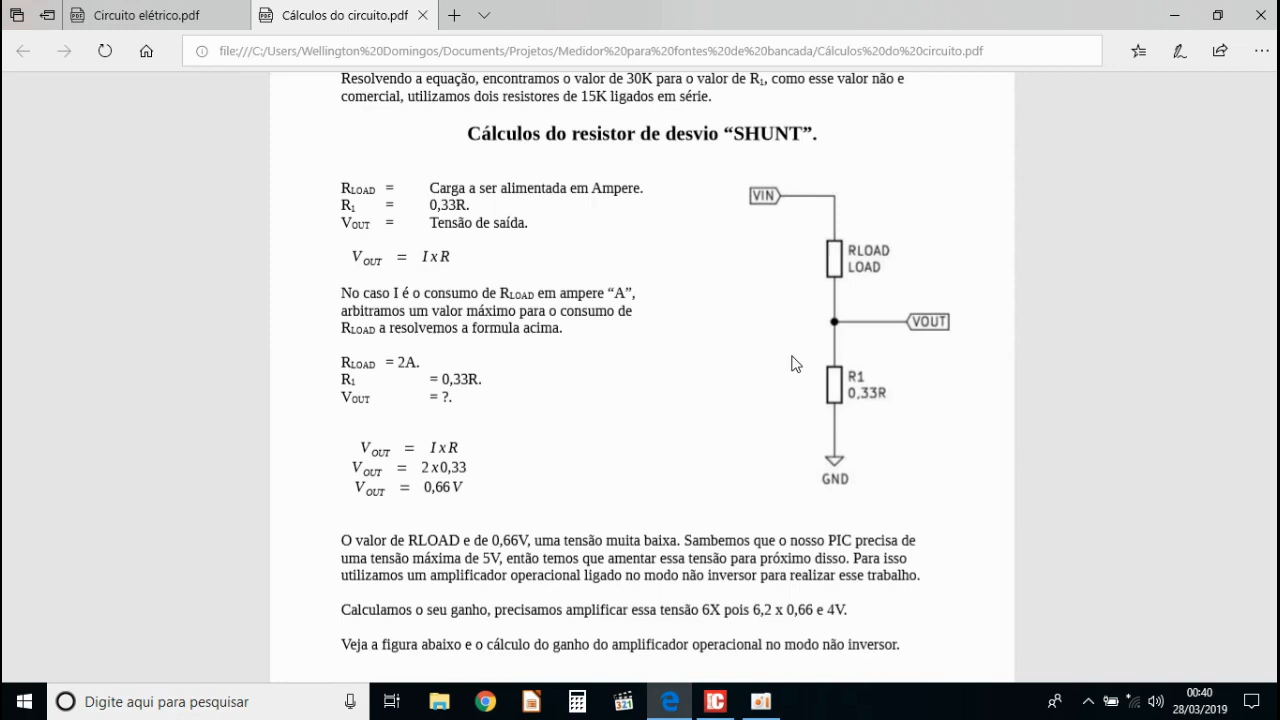 Circuito elétrico.pdf
Cálculos do circuito.pdf
file:///C:/Users/Wellington%20Domingos/Documents/Projetos/Medidor%20para%20fontes%20de%20bancada/Cálculos%20do%20circuito.pdf
Resolvendo a equação, encontramos o valor de 30K para o valor de R1, como esse valor não e
comercial, utilizamos dois resistores de 15K ligados em série.
Cálculos do resistor de desvio “SHUNT”.
RLOAD = Carga a ser alimentada em Ampere.
R1 = 0,33R.
VOUT = Tensão de saída.
VOUT = I x R
No caso I é o consumo de RLOAD em ampere “A”,
arbitramos um valor máximo para o consumo de
RLOAD a resolvemos a formula acima.
RLOAD = 2A.
R1 = 0,33R.
VOUT = ?.
VOUT = I x R
VOUT = 2 x 0,33
VOUT = 0,66 V
VIN
RLOAD
LOAD
VOUT
R1
0,33R
GND
O valor de RLOAD e de 0,66V, uma tensão muita baixa. Sambemos que o nosso PIC precisa de
uma tensão máxima de 5V, então temos que amentar essa tensão para próximo disso. Para isso
utilizamos um amplificador operacional ligado no modo não inversor para realizar esse trabalho.
Calculamos o seu ganho, precisamos amplificar essa tensão 6X pois 6,2 x 0,66 e 4V.
Veja a figura abaixo e o cálculo do ganho do amplificador operacional no modo não inversor.
Digite aqui para pesquisar
321
iC
00:40
28/03/2019